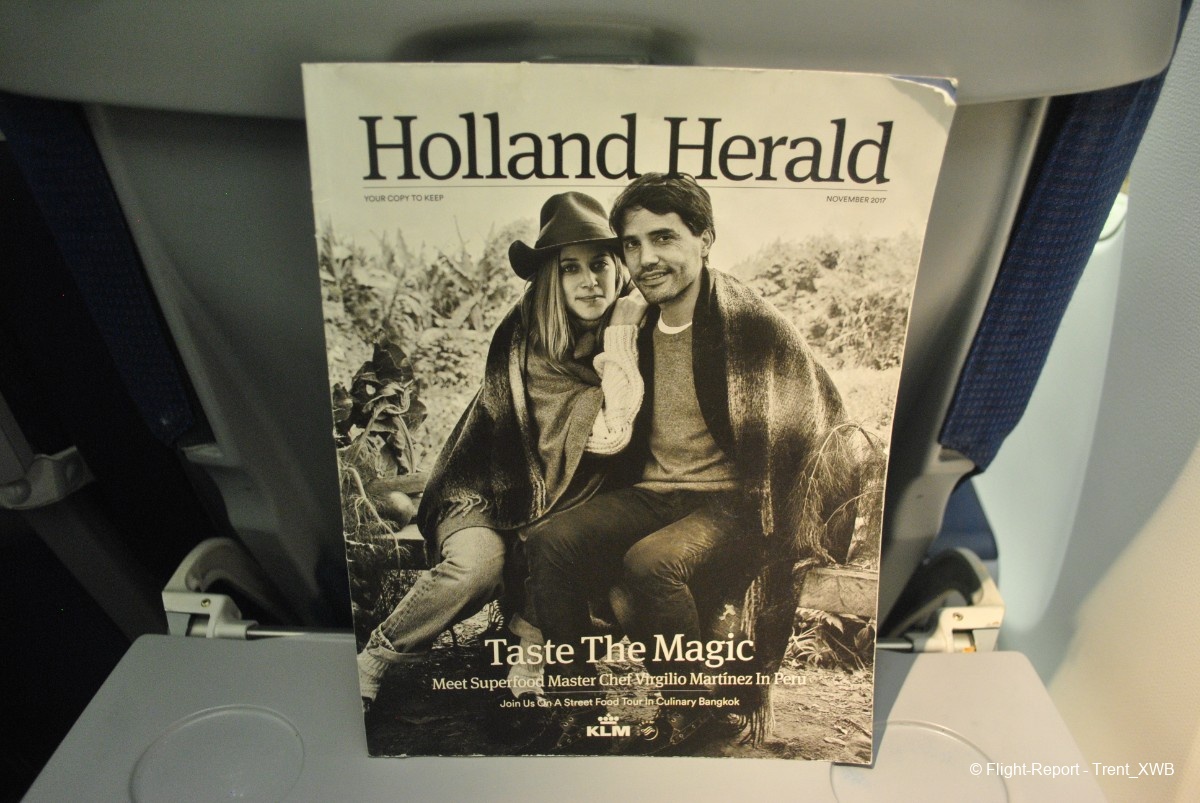 Holland Herald
YOUR COPY TO KEEP
NOVEMBER 2017
Taste The Magic
Meet Superfood Master Chef Virgilio Martínez In Peru
Join Us On A Street Food Tour In Culinary Bangkok
KLM
© Flight-Report - Trent_XWB